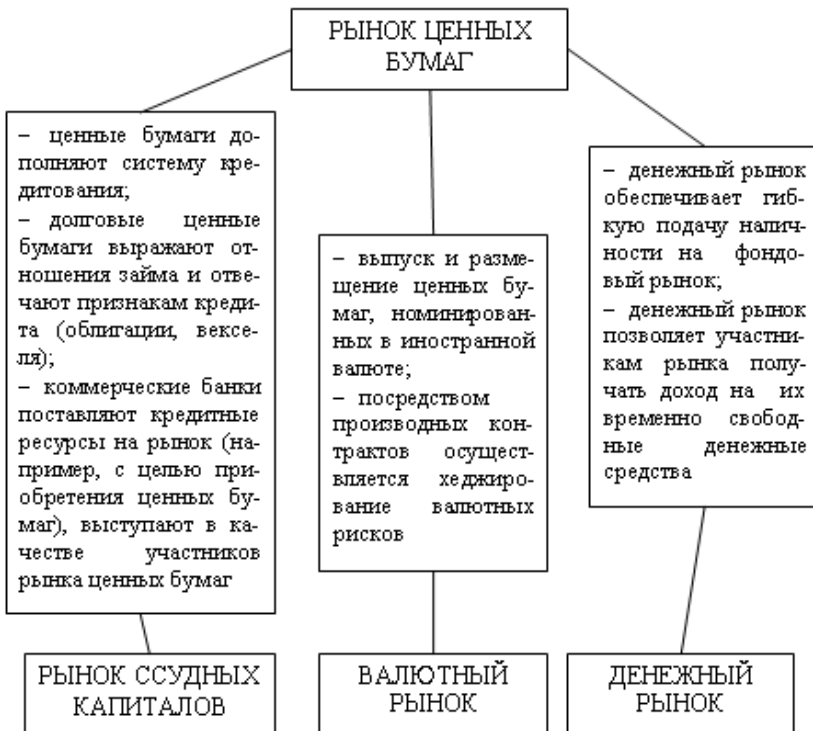 РЫНОК ЦЕННЫХ
БУМАГ
– ценные бумаги до-
полняют систему кре-
дитования;
– долговые ценные
бумаги выражают от-
ношения займа и отве-
чают признакам креди-
та (облигации, вексе-
ля);
– коммерческие банки
поставляют кредитные
ресурсы на рынок (на-
пример, с целью при-
обретения ценных бу-
маг), выступают в ка-
честве участников
рынка ценных бумаг
– выпуск и разме-
щение ценных бу-
маг, номинирован-
ных в иностранной
валюте;
– посредством
производных кон-
трактов осущест-
вляется хеджиро-
вание валютных
рисков
– денежный рынок
обеспечивает гиб-
кую подачу налич-
ности на фондо-
вый рынок;
– денежный рынок
позволяет участни-
кам рынка полу-
чать доход на их
временно свобод-
ные денежные
средства
РЫНОК ССУДНЫХ
КАПИТАЛОВ
ВАЛЮТНЫЙ
РЫНОК
ДЕНЕЖНЫЙ
РЫНОК